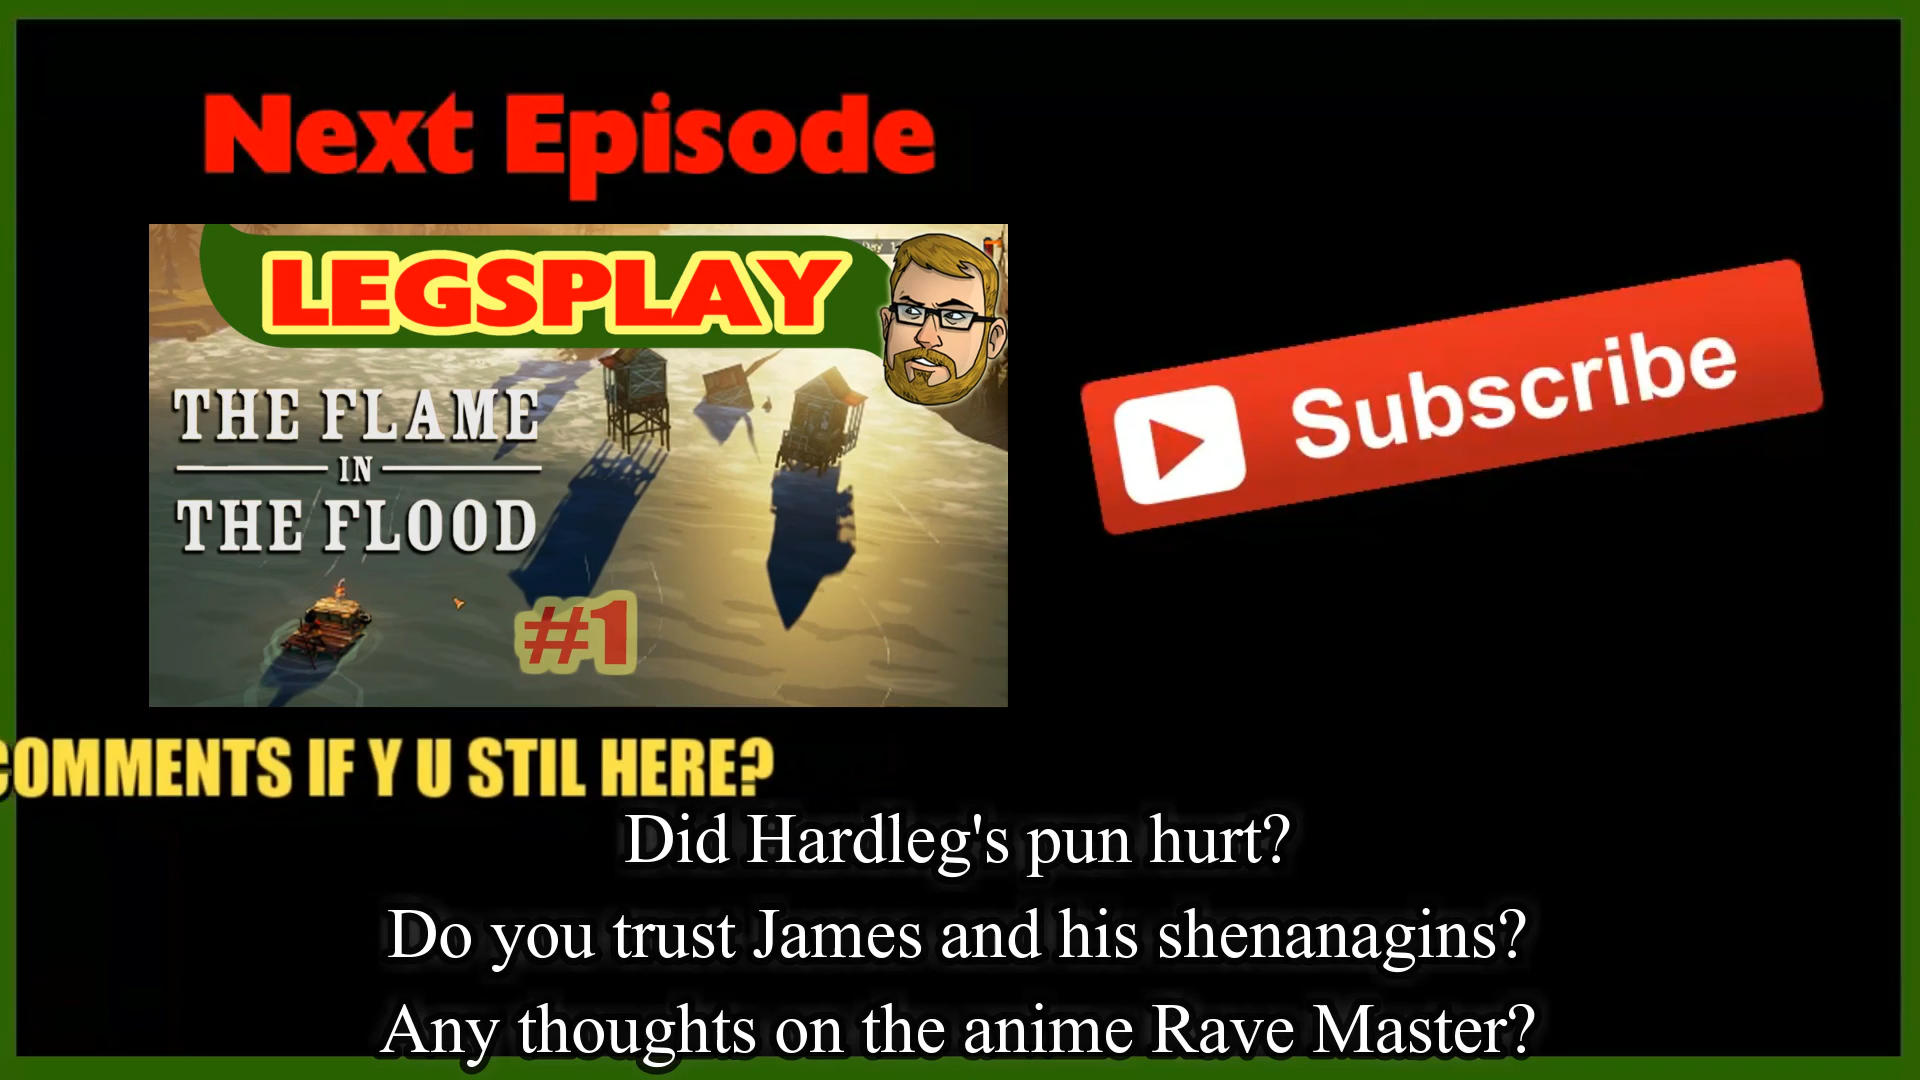 Next Episode
LEGSPLAY
THE FLAME
IN
THE FLOOD
#1
Subscribe
COMMENTS IF Y U STIL HERE?
Did Hardleg's pun hurt?
Do you trust James and his shenanagins?
Any thoughts on the anime Rave Master?